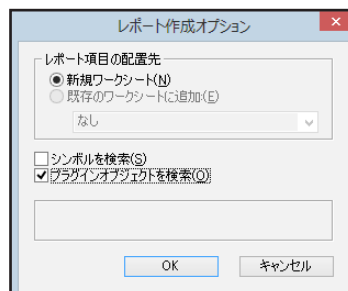 レポート作成オプション
レポート項目の配置先
新規ワークシート(N)
既存のワークシートに追加:(E)
なし
シンボルを検索(S)
プラグインオブジェクトを検索(O)
OK
キャンセル